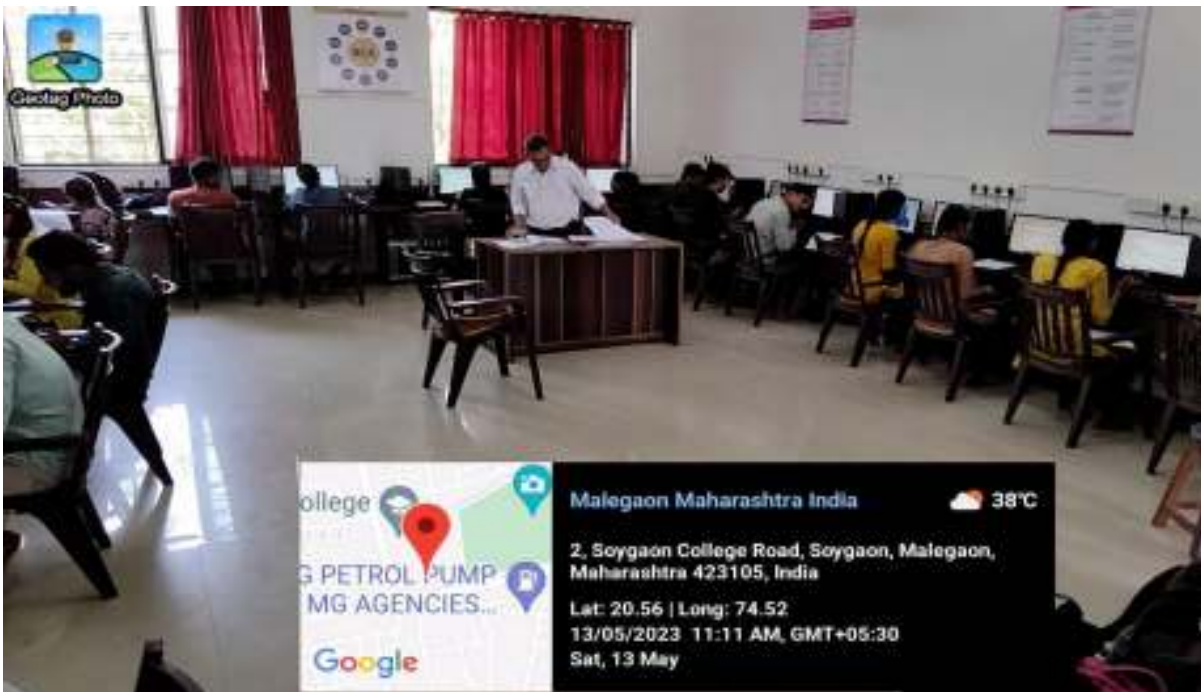 Geotag Photo
ollege
G PETROL PUMP
MG AGENCIES...
Google
Malegaon Maharashtra India
38°C
2, Soygaon College Road, Soygaon, Malegaon,
Maharashtra 423105, India
Lat: 20.56 | Long: 74.52
13/05/2023 11:11 AM, GMT+05:30
Sat, 13 May